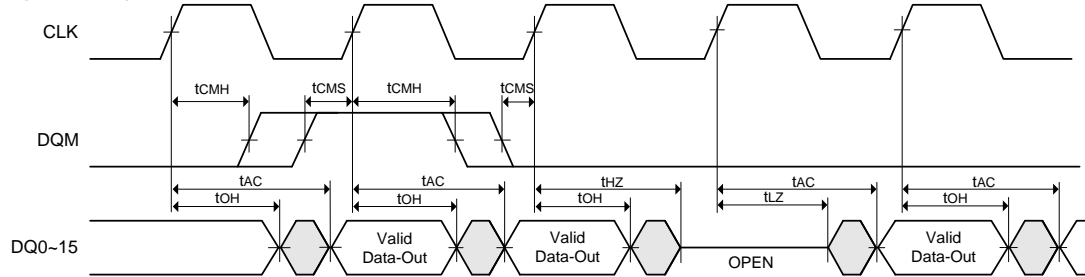 CLK
tCMH tCMS tCMH tCMS
DQM
tAC tAC tHZ tAC tAC
tOH tOH tOH tLZ tOH
DQ0~15 Valid Data-Out Valid Data-Out OPEN Valid Data-Out